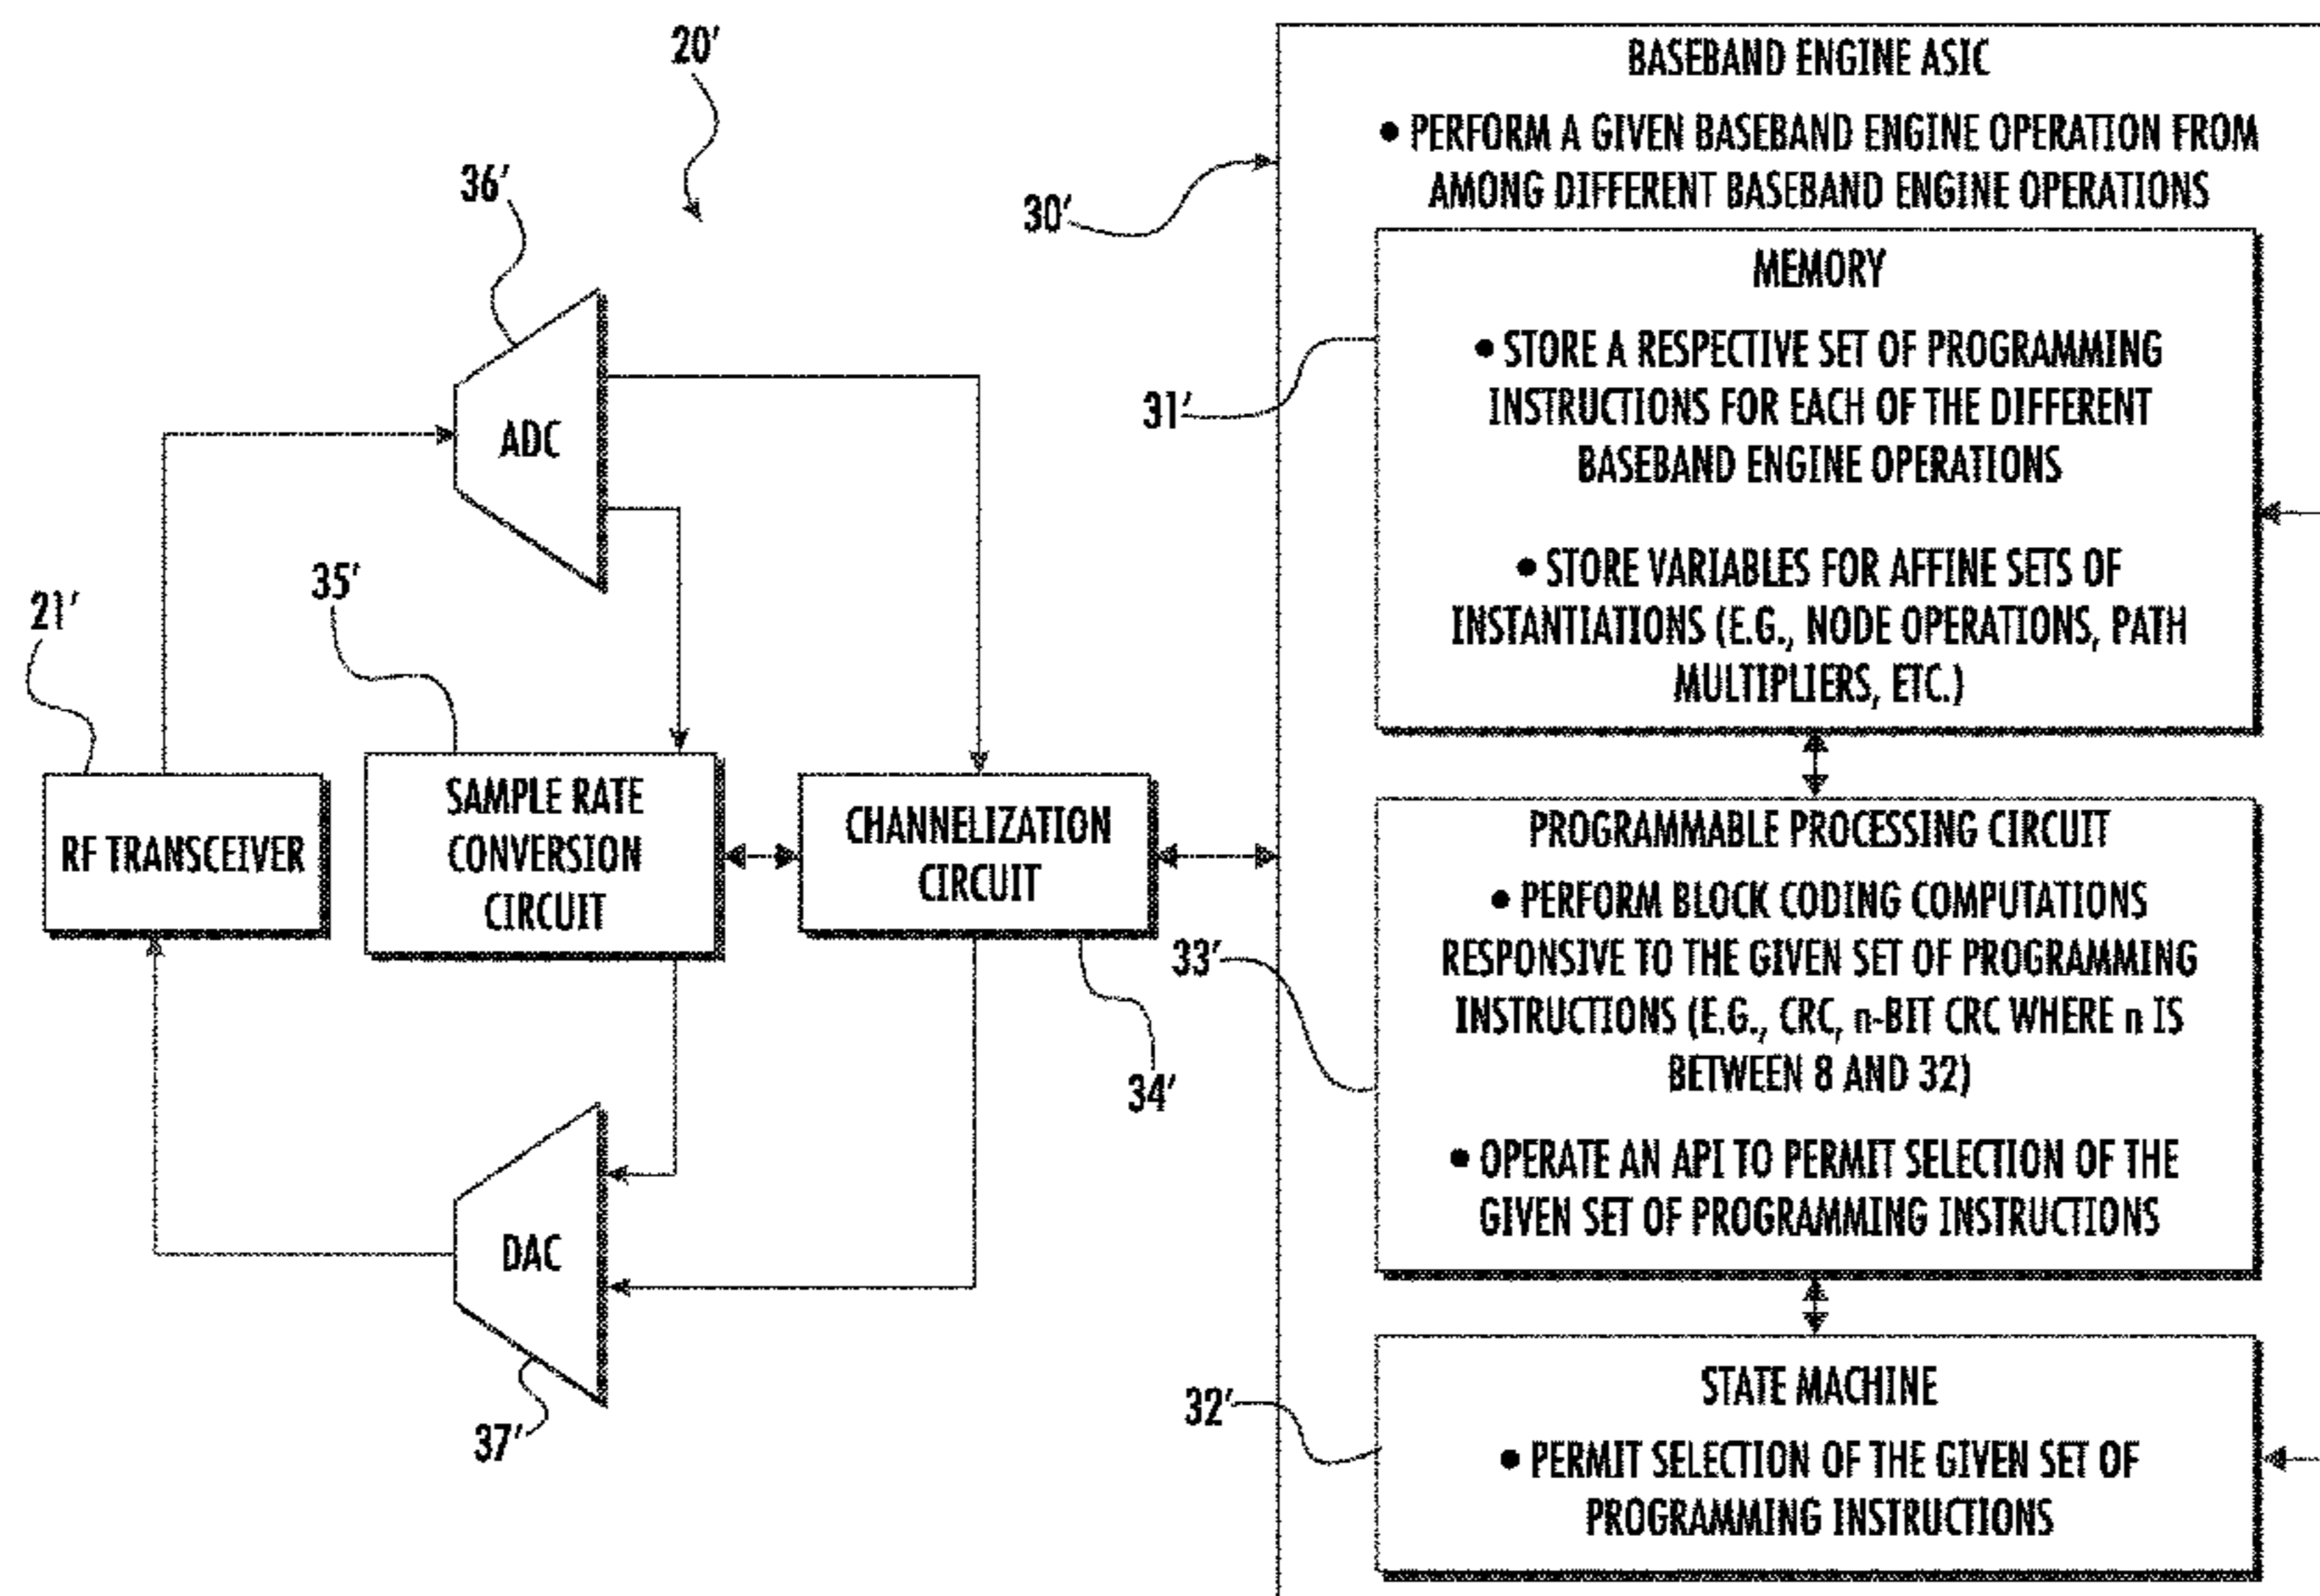 20'
36'
ADC
35'
21'
RF TRANSCEIVER
SAMPLE RATE
CONVERSION
CIRCUIT
CHANNELIZATION
CIRCUIT
34'
DAC
37'
30'
BASEBAND ENGINE ASIC
• PERFORM A GIVEN BASEBAND ENGINE OPERATION FROM
AMONG DIFFERENT BASEBAND ENGINE OPERATIONS
31'
MEMORY
• STORE A RESPECTIVE SET OF PROGRAMMING
INSTRUCTIONS FOR EACH OF THE DIFFERENT
BASEBAND ENGINE OPERATIONS
• STORE VARIABLES FOR AFFINE SETS OF
INSTANTIATIONS (E.G., NODE OPERATIONS, PATH
MULTIPLIERS, ETC.)
33'
PROGRAMMABLE PROCESSING CIRCUIT
• PERFORM BLOCK CODING COMPUTATIONS
RESPONSIVE TO THE GIVEN SET OF PROGRAMMING
INSTRUCTIONS (E.G., CRC, n-BIT CRC WHERE n IS
BETWEEN 8 AND 32)
• OPERATE AN API TO PERMIT SELECTION OF THE
GIVEN SET OF PROGRAMMING INSTRUCTIONS
32'
STATE MACHINE
• PERMIT SELECTION OF THE GIVEN SET OF
PROGRAMMING INSTRUCTIONS